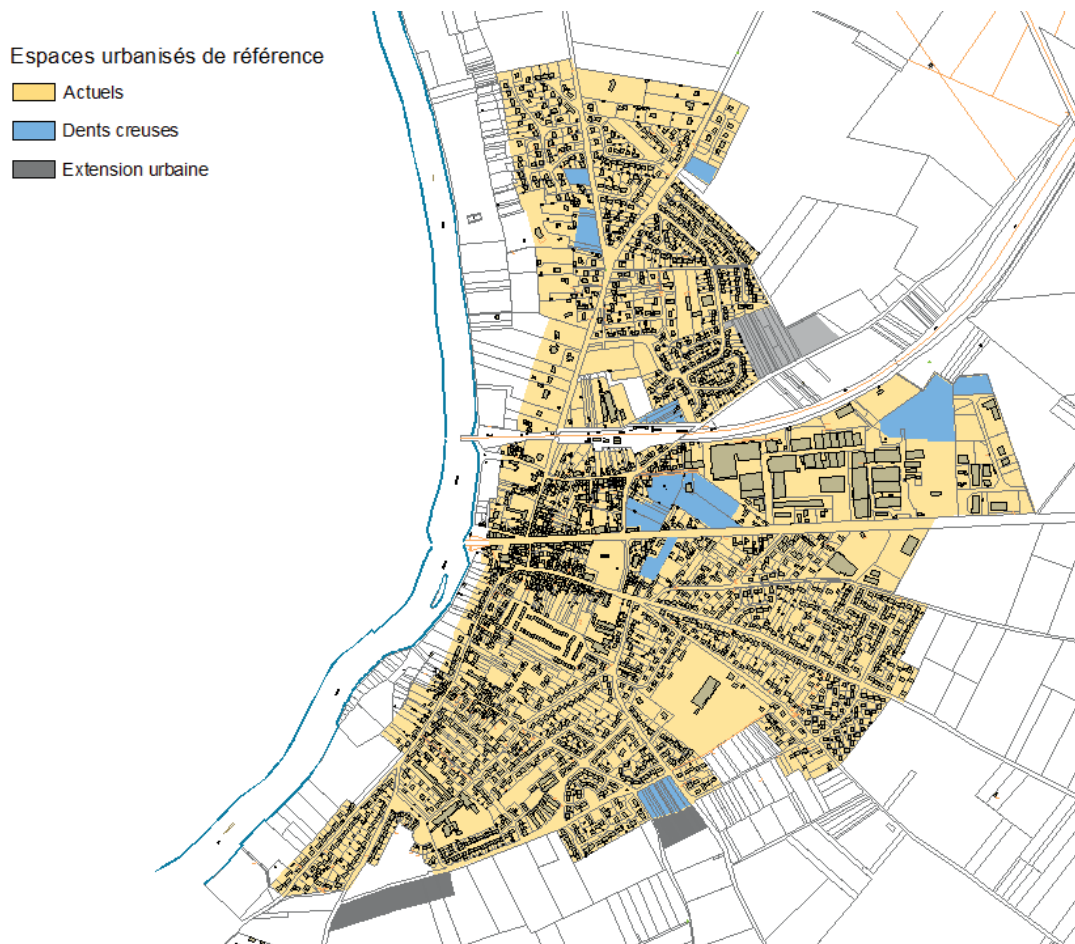 Espaces urbanisés de référence
Actuels
Dents creuses
Extension urbaine